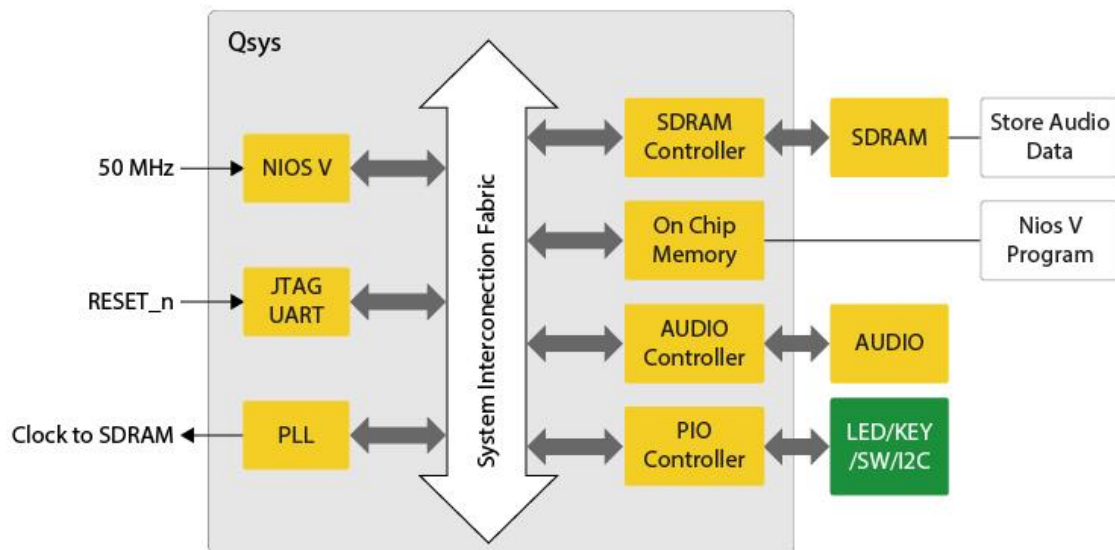 Qsys
50 MHz
NIOS V
RESET_n
JTAG
UART
Clock to SDRAM
PLL
System Interconnection Fabric
SDRAM
Controller
SDRAM
Store Audio
Data
On Chip
Memory
Nios V
Program
AUDIO
Controller
AUDIO
PIO
Controller
LED/KEY
/SW/I2C